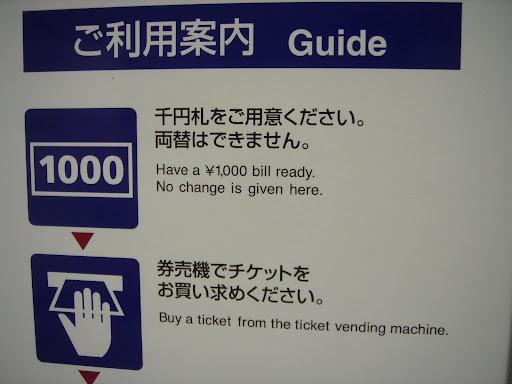 ご利用案内 Guide
千円札をご用意ください。
両替はできません。
1000
Have a ¥1,000 bill ready.
No change is given here.
券売機でチケットを
お買い求めください。
Buy a ticket from the ticket vending machine.